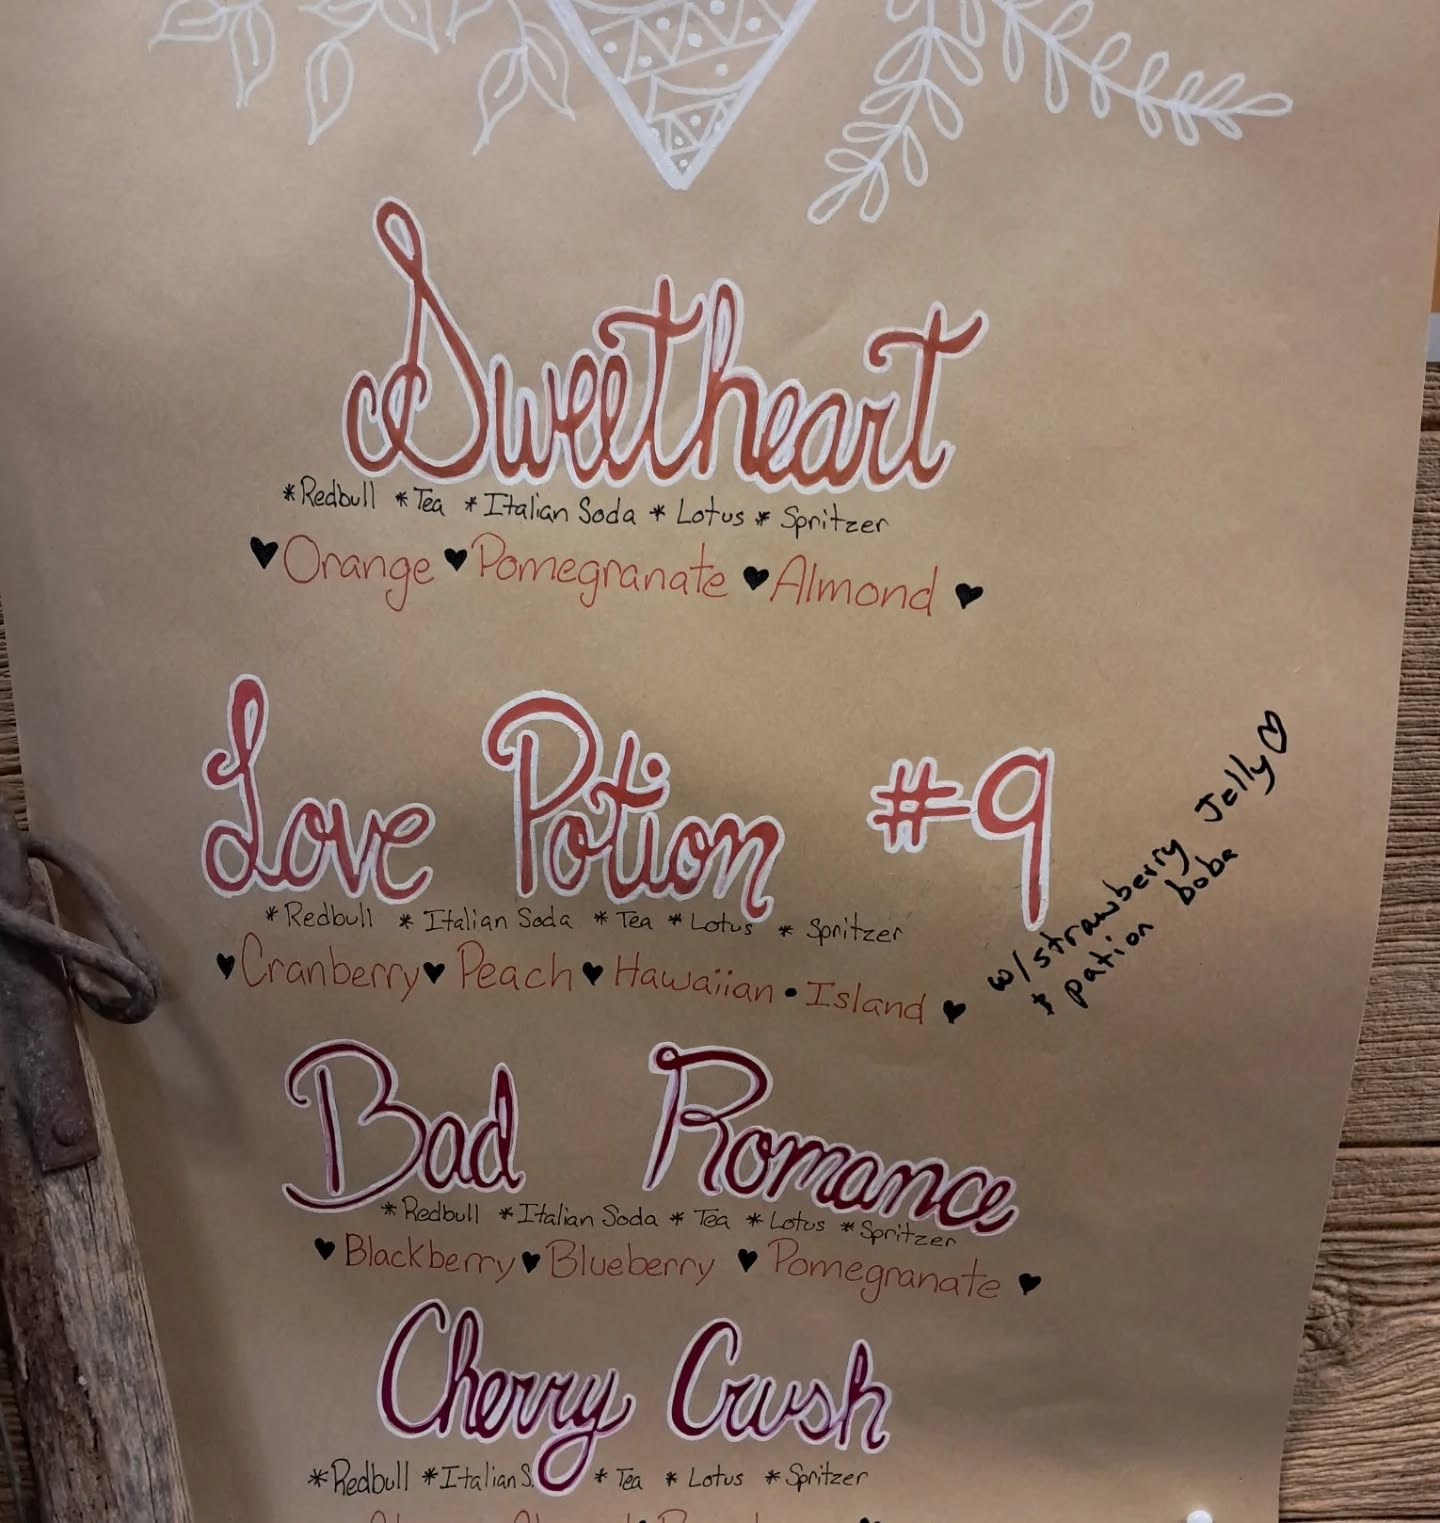 Sweetheart
*Redbull *Tea *Italian Soda *Lotus *Spritzer
♥Orange ♥Pomegranate ♥Almond ♥
Love Potion #9
*Redbull *Italian Soda *Tea *Lotus *Spritzer
♥Cranberry♥ Peach♥ Hawaiian•Island ♥
w/strawberry Jelly♡
& pation boba
Bad Romance
*Redbull *Italian Soda *Tea *Lotus *Spritzer
♥Blackberry♥Blueberry ♥Pomegranate♥
Cherry Crush
*Redbull *Italian S. *Tea *Lotus *Spritzer